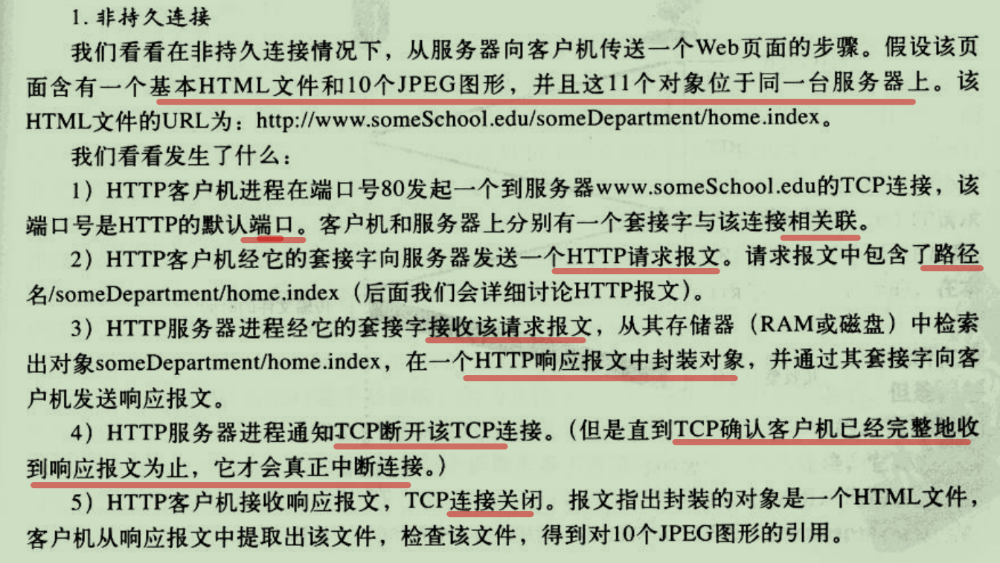 1. 非持久连接
我们看看在非持久连接情况下，从服务器向客户机传送一个Web页面的步骤。假设该页
面含有一个基本HTML文件和10个JPEG图形，并且这11个对象位于同一台服务器上。该
HTML文件的URL为：http://www.someSchool.edu/someDepartment/home.index。
我们看看发生了什么：
1）HTTP客户机进程在端口号80发起一个到服务器www.someSchool.edu的TCP连接，该
端口号是HTTP的默认端口。客户机和服务器上分别有一个套接字与该连接相关联。
2）HTTP客户机经它的套接字向服务器发送一个HTTP请求报文。请求报文中包含了路径
名/someDepartment/home.index（后面我们会详细讨论HTTP报文）。
3）HTTP服务器进程经它的套接字接收该请求报文，从其存储器（RAM或磁盘）中检索
出对象someDepartment/home.index，在一个HTTP响应报文中封装对象，并通过其套接字向客
户机发送响应报文。
4）HTTP服务器进程通知TCP断开该TCP连接。（但是直到TCP确认客户机已经完整地收
到响应报文为止，它才会真正中断连接。）
5）HTTP客户机接收响应报文，TCP连接关闭。报文指出封装的对象是一个HTML文件，
客户机从响应报文中提取出该文件，检查该文件，得到对10个JPEG图形的引用。